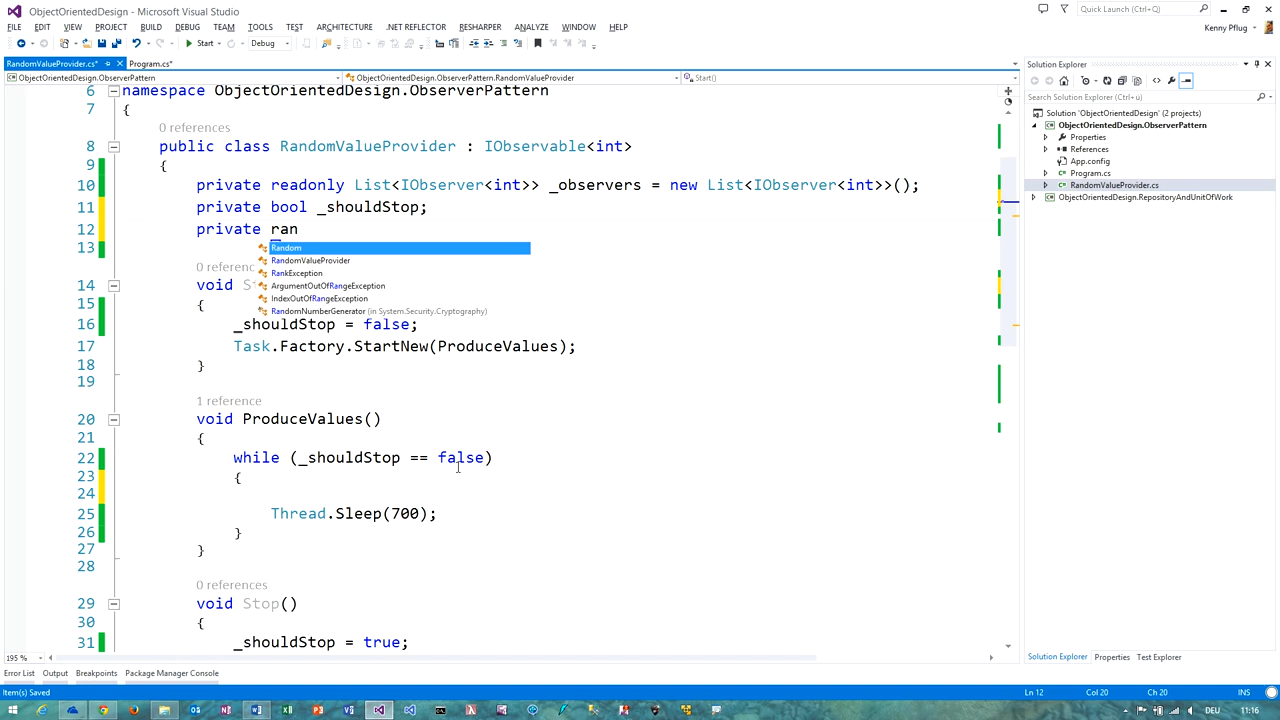 ObjectOrientedDesign - Microsoft Visual Studio
Quick Launch (Ctrl+Q)
FILE EDIT VIEW PROJECT BUILD DEBUG TEAM TOOLS TEST ARCHITECTURE .NET REFLECTOR RESHARPER ANALYZE WINDOW HELP
Kenny Pflug
Start Debug
RandomValueProvider.cs* Program.cs*
ObjectOrientedDesign.ObserverPattern ObjectOrientedDesign.ObserverPattern.RandomValueProvider Start()
6 namespace ObjectOrientedDesign.ObserverPattern
7 {
0 references
8 public class RandomValueProvider : IObservable<int>
9 {
10 private readonly List<IObserver<int>> _observers = new List<IObserver<int>>();
11 private bool _shouldStop;
12 private ran
Random
13
RandomValueProvider
0 referenc
RankException
14 void S
ArgumentOutOfRangeException
15 {
IndexOutOfRangeException
RandomNumberGenerator (in System.Security.Cryptography)
16 _shouldStop = false;
17 Task.Factory.StartNew(ProduceValues);
18 }
19
1 reference
20 void ProduceValues()
21 {
22 while (_shouldStop == false)
23 {
24
25 Thread.Sleep(700);
26 }
27 }
28
0 references
29 void Stop()
30 {
31 _shouldStop = true;
195 %
Error List Output Breakpoints Package Manager Console
Item(s) Saved
Ln 12 Col 20 Ch 20 INS
Solution Explorer
Search Solution Explorer (Ctrl+ü)
Solution 'ObjectOrientedDesign' (2 projects)
ObjectOrientedDesign.ObserverPattern
Properties
References
App.config
Program.cs
RandomValueProvider.cs
ObjectOrientedDesign.RepositoryAndUnitOfWork
Solution Explorer Properties Test Explorer
DEU 11:16